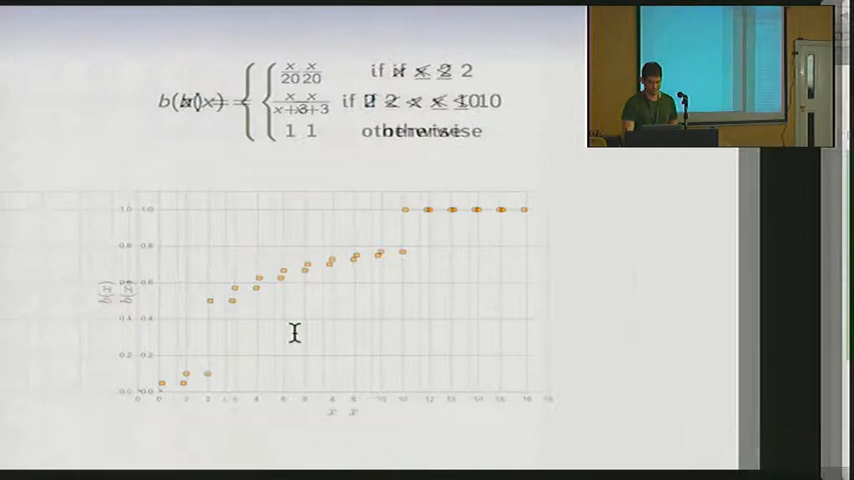 x/20 if x ≤ 2
b(x) = x/(x+3) if 2 < x ≤ 10
1 otherwise
1.0
0.8
0.6
0.4
0.2
0.0
b(x)
0 2 4 6 8 10 12 14 16 18
x